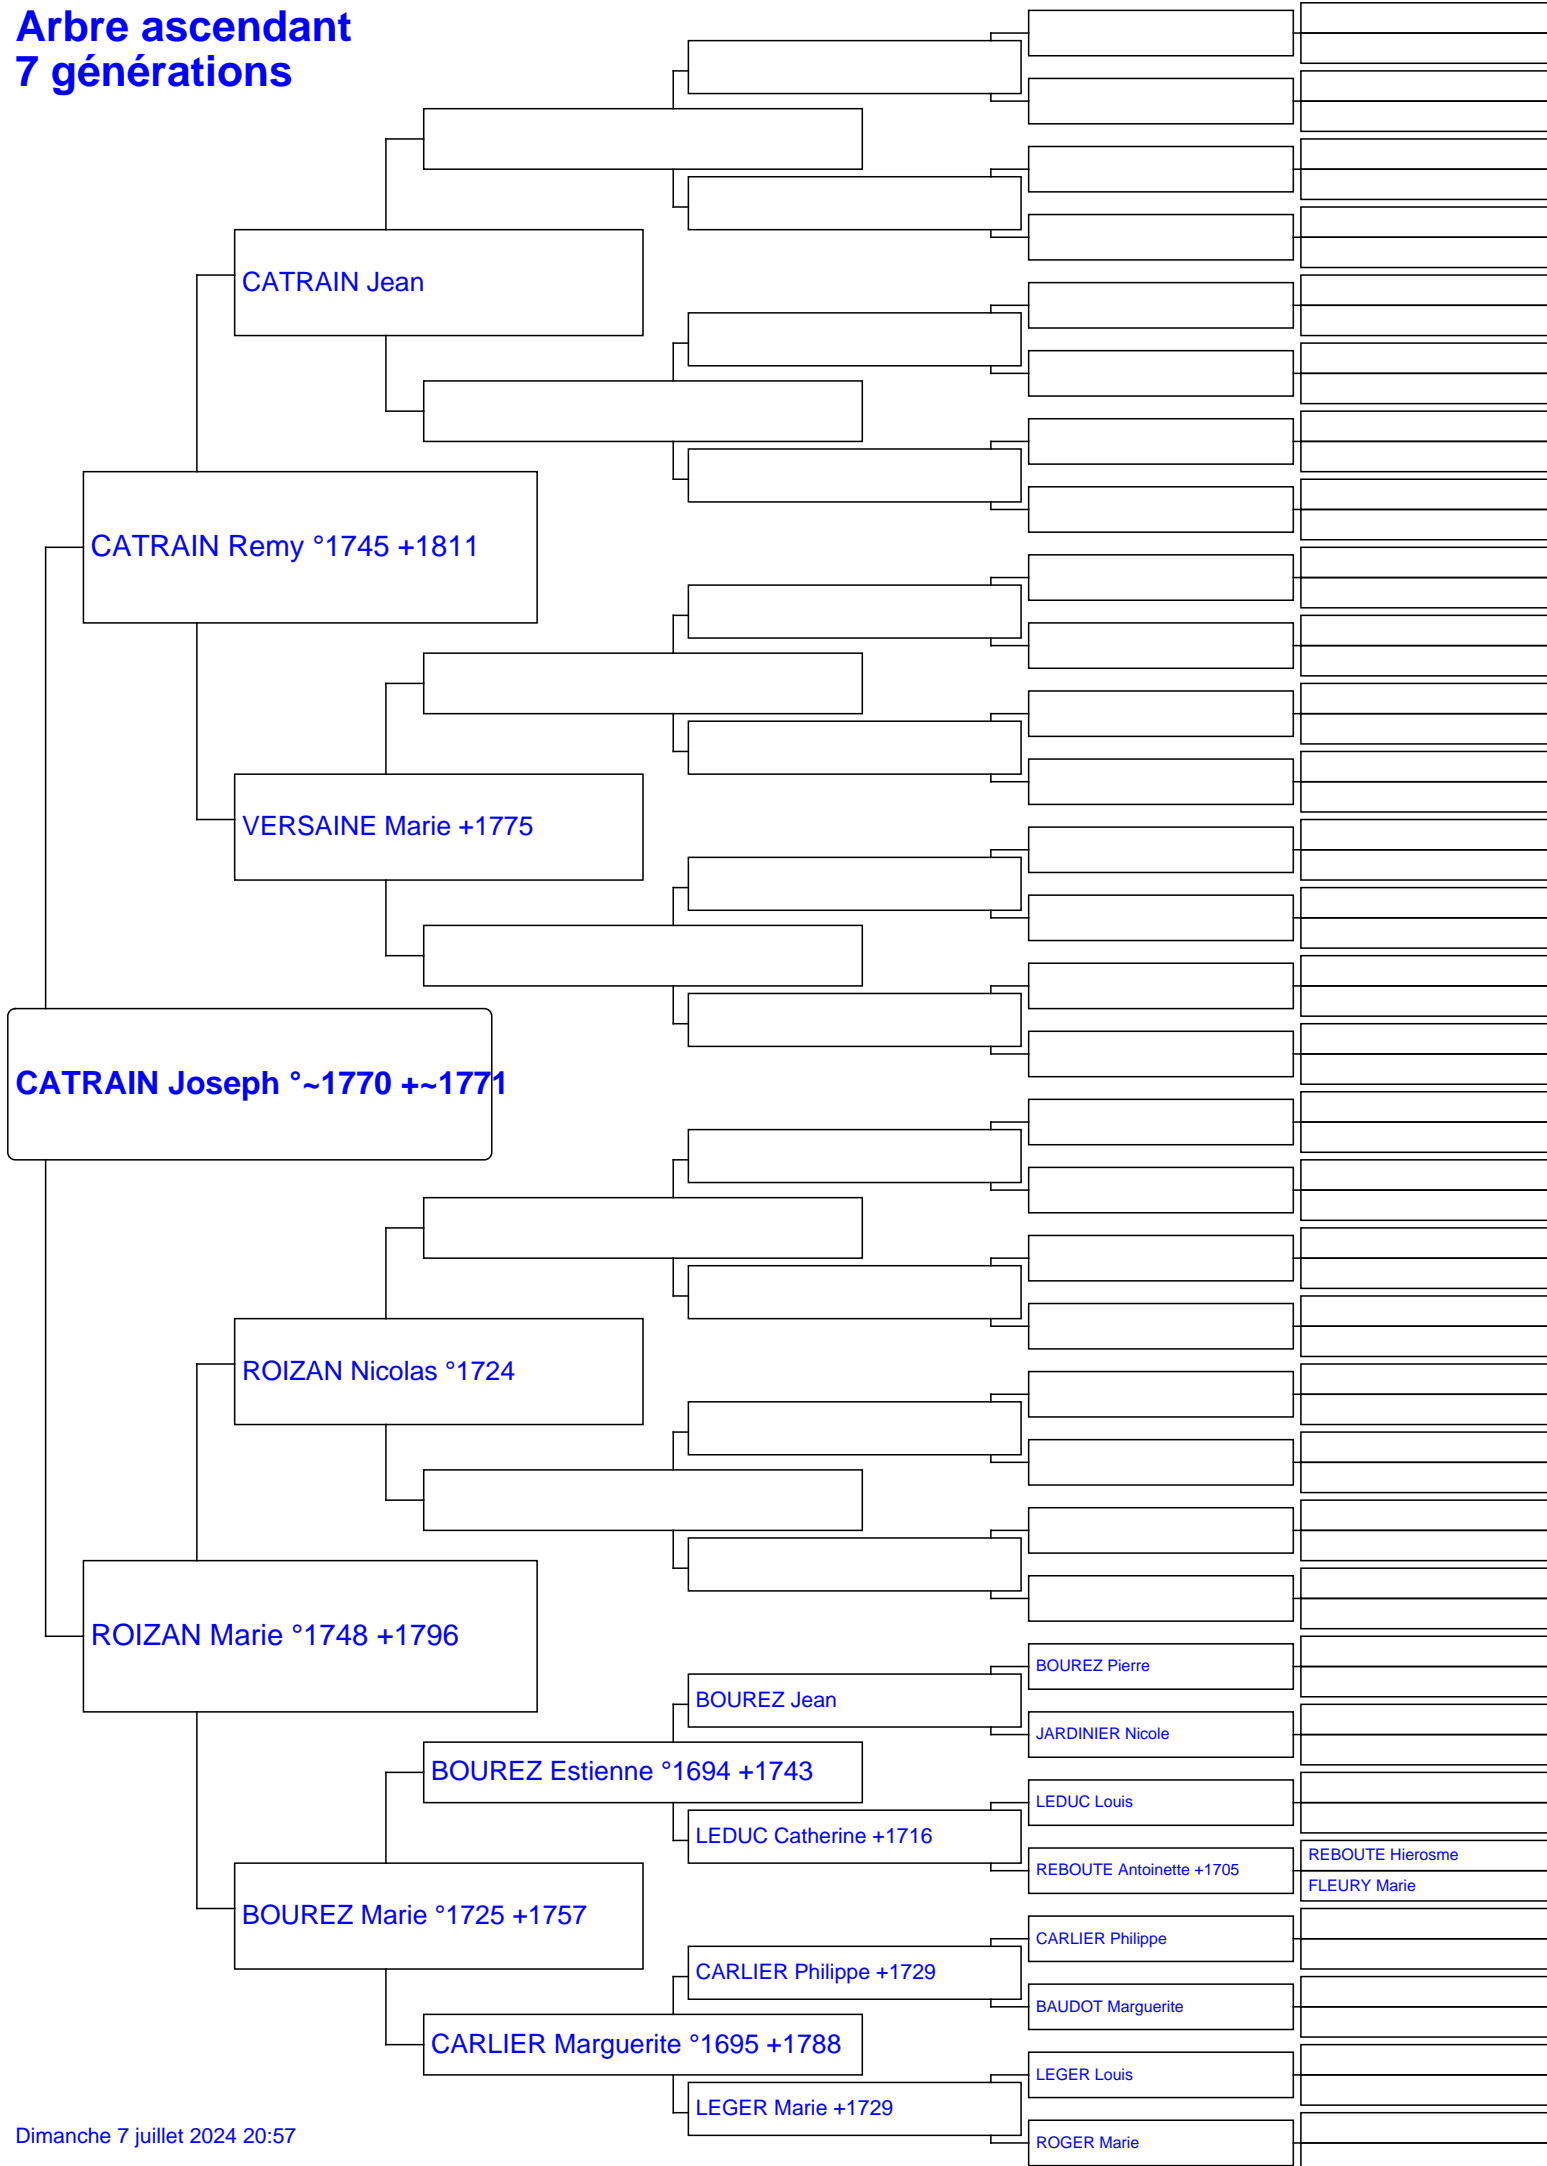 Arbre ascendant
7 générations
CATRAIN Jean
CATRAIN Remy °1745 +1811
VERSAINE Marie +1775
CATRAIN Joseph °~1770 +~1771
ROIZAN Nicolas °1724
ROIZAN Marie °1748 +1796
BOUREZ Pierre
BOUREZ Jean
JARDINIER Nicole
BOUREZ Estienne °1694 +1743
LEDUC Louis
LEDUC Catherine +1716
REBOUTE Hierosme
REBOUTE Antoinette +1705
FLEURY Marie
BOUREZ Marie °1725 +1757
CARLIER Philippe
CARLIER Philippe +1729
BAUDOT Marguerite
CARLIER Marguerite °1695 +1788
LEGER Louis
LEGER Marie +1729
ROGER Marie
Dimanche 7 juillet 2024 20:57